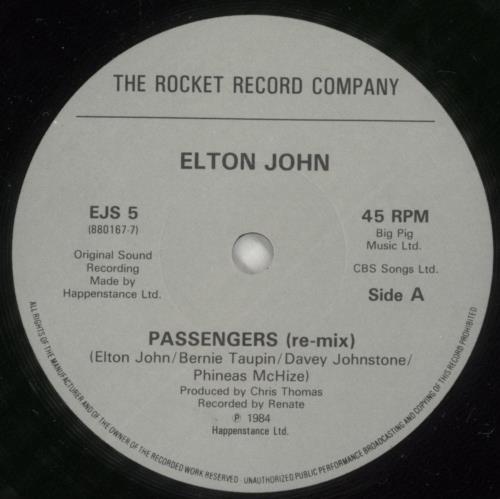 THE ROCKET RECORD COMPANY
ELTON JOHN
EJS 5
(880167-7)
Original Sound
Recording
Made by
Happenstance Ltd.
45 RPM
Big Pig
Music Ltd.
CBS Songs Ltd.
Side A
PASSENGERS (re-mix)
(Elton John/Bernie Taupin/Davey Johnstone/
Phineas McHize)
Produced by Chris Thomas
Recorded by Renate
℗ 1984
Happenstance Ltd.
ALL RIGHTS OF THE MANUFACTURER AND OF THE OWNER OF THE RECORDED WORK RESERVED - UNAUTHORIZED PUBLIC PERFORMANCE BROADCASTING AND COPYING OF THIS RECORD PROHIBITED